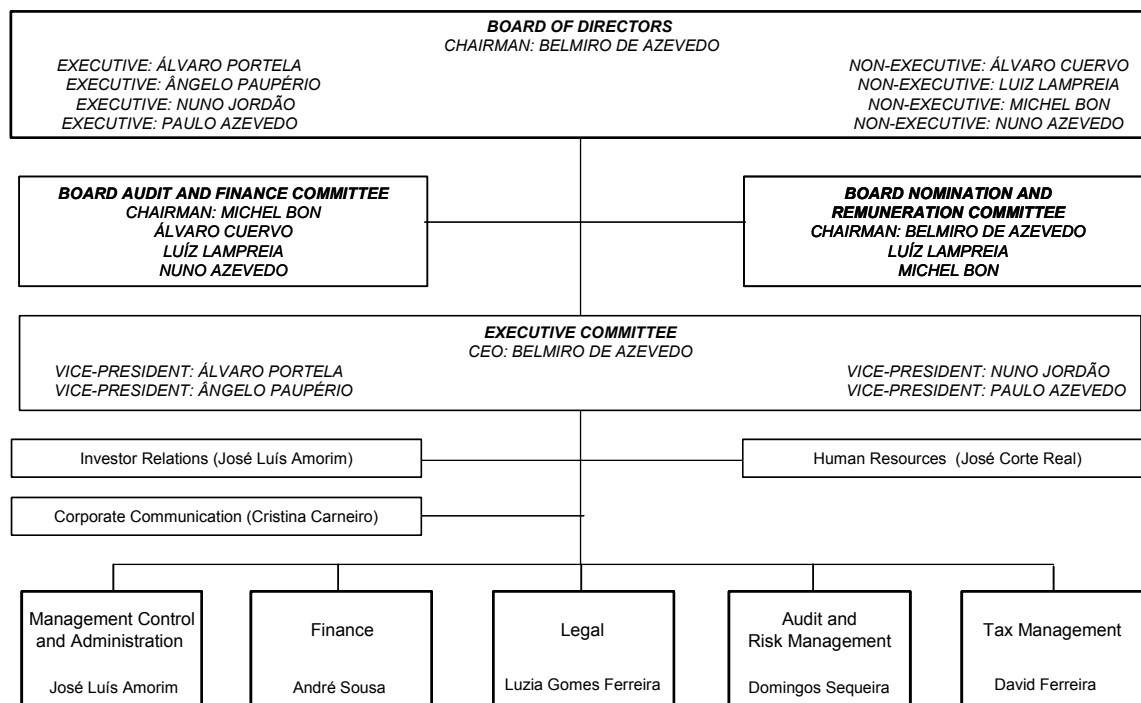 BOARD OF DIRECTORS
CHAIRMAN: BELMIRO DE AZEVEDO
EXECUTIVE: ÁLVARO PORTELA
EXECUTIVE: ÂNGELO PAUPÉRIO
EXECUTIVE: NUNO JORDÃO
EXECUTIVE: PAULO AZEVEDO
NON-EXECUTIVE: ÁLVARO CUERVO
NON-EXECUTIVE: LUIZ LAMPREIA
NON-EXECUTIVE: MICHEL BON
NON-EXECUTIVE: NUNO AZEVEDO
BOARD AUDIT AND FINANCE COMMITTEE
CHAIRMAN: MICHEL BON
ÁLVARO CUERVO
LUÍZ LAMPREIA
NUNO AZEVEDO
BOARD NOMINATION AND
REMUNERATION COMMITTEE
CHAIRMAN: BELMIRO DE AZEVEDO
LUÍZ LAMPREIA
MICHEL BON
EXECUTIVE COMMITTEE
CEO: BELMIRO DE AZEVEDO
VICE-PRESIDENT: ÁLVARO PORTELA
VICE-PRESIDENT: ÂNGELO PAUPÉRIO
VICE-PRESIDENT: NUNO JORDÃO
VICE-PRESIDENT: PAULO AZEVEDO
Investor Relations (José Luís Amorim)
Human Resources (José Corte Real)
Corporate Communication (Cristina Carneiro)
Management Control
and Administration
José Luís Amorim
Finance
André Sousa
Legal
Luzia Gomes Ferreira
Audit and
Risk Management
Domingos Sequeira
Tax Management
David Ferreira